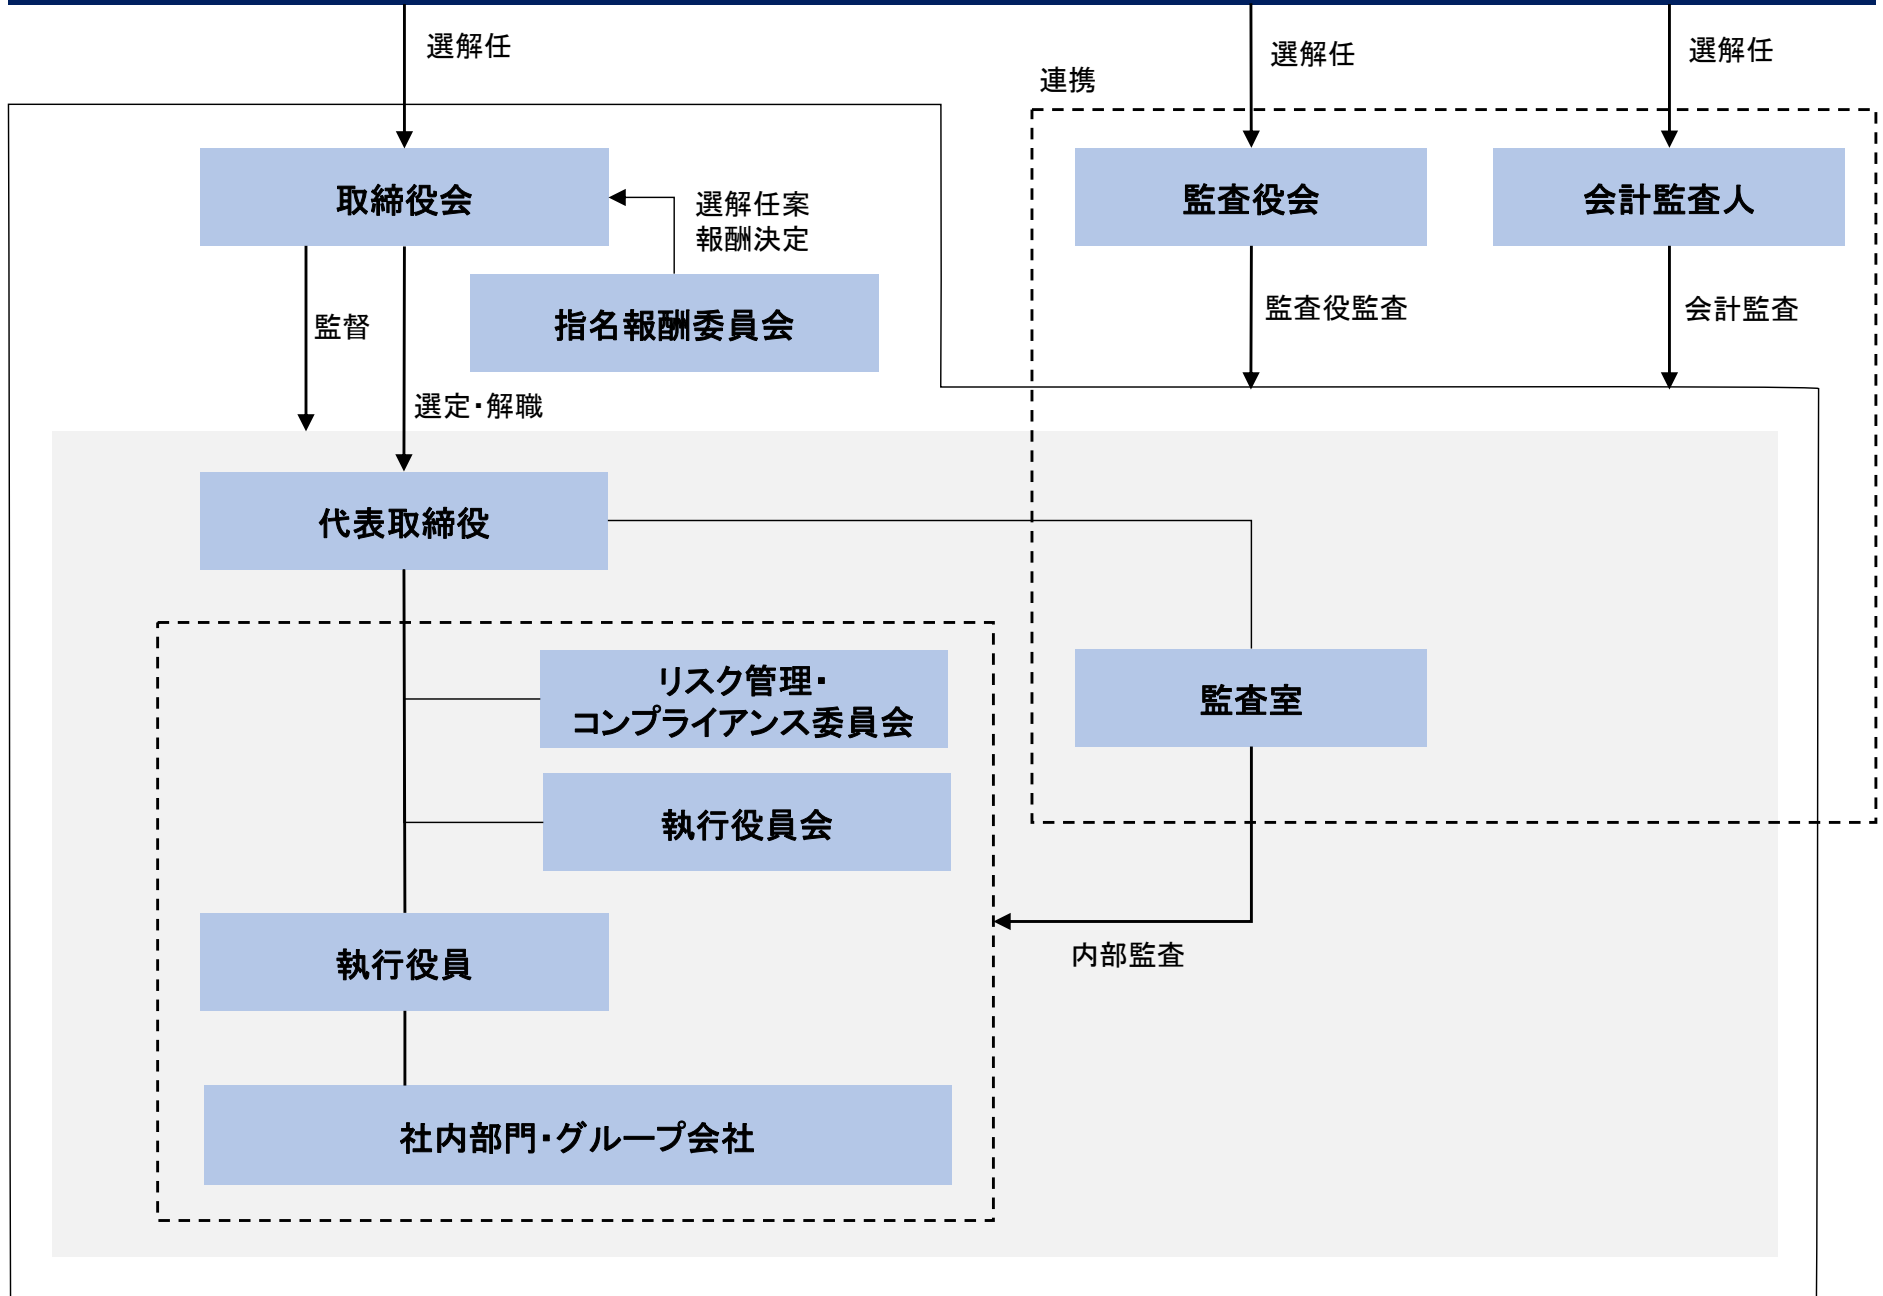 選解任
選解任
選解任
連携
取締役会
選解任案
報酬決定
監査役会
会計監査人
指名報酬委員会
監督
監査役監査
会計監査
選定・解職
代表取締役
リスク管理・
コンプライアンス委員会
監査室
執行役員会
執行役員
内部監査
社内部門・グループ会社